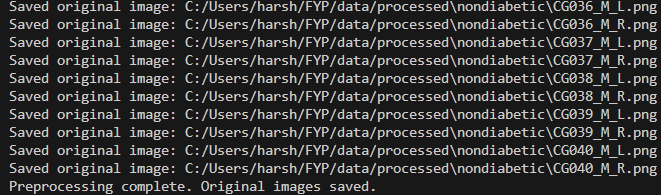 Saved original image: C:/Users/harsh/FYP/data/processed\nondiabetic\CG036_M_L.png
Saved original image: C:/Users/harsh/FYP/data/processed\nondiabetic\CG036_M_R.png
Saved original image: C:/Users/harsh/FYP/data/processed\nondiabetic\CG037_M_L.png
Saved original image: C:/Users/harsh/FYP/data/processed\nondiabetic\CG037_M_R.png
Saved original image: C:/Users/harsh/FYP/data/processed\nondiabetic\CG038_M_L.png
Saved original image: C:/Users/harsh/FYP/data/processed\nondiabetic\CG038_M_R.png
Saved original image: C:/Users/harsh/FYP/data/processed\nondiabetic\CG039_M_L.png
Saved original image: C:/Users/harsh/FYP/data/processed\nondiabetic\CG039_M_R.png
Saved original image: C:/Users/harsh/FYP/data/processed\nondiabetic\CG040_M_L.png
Saved original image: C:/Users/harsh/FYP/data/processed\nondiabetic\CG040_M_R.png
Preprocessing complete. Original images saved.